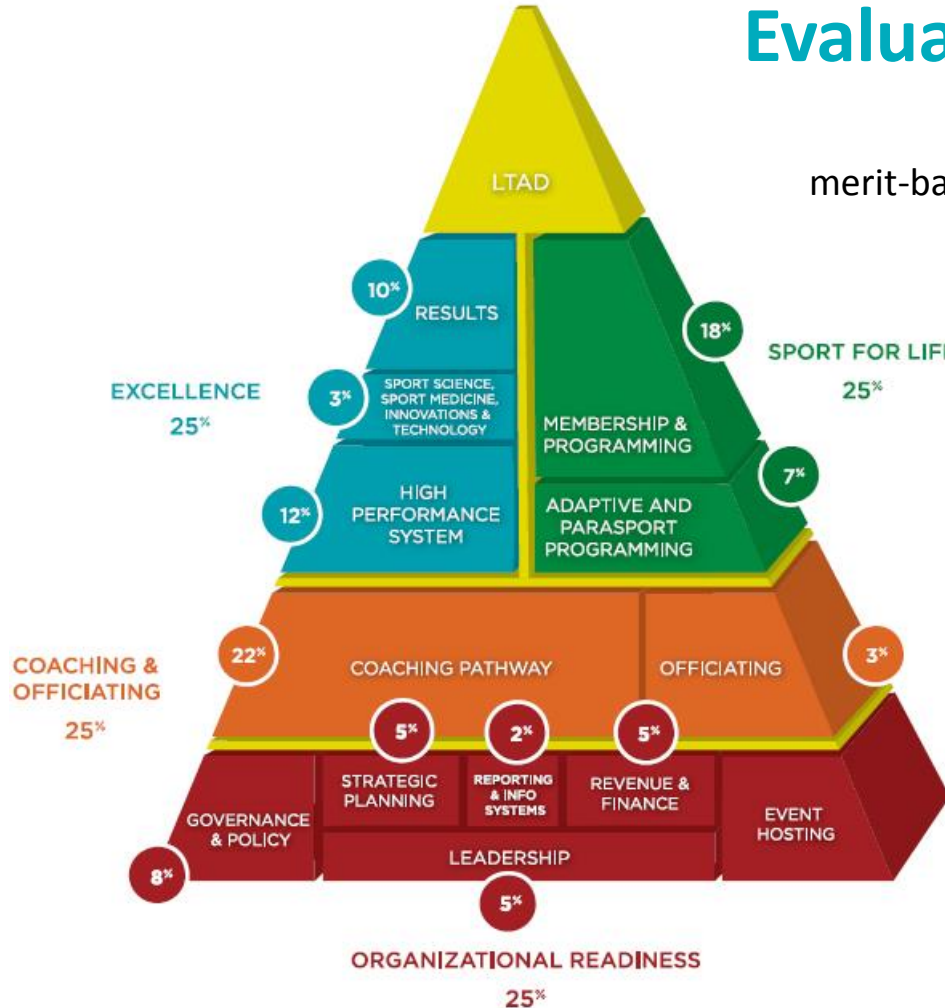 Evalua
merit-ba
LTAD
10%
RESULTS
18%
SPORT FOR LIF
25%
EXCELLENCE
25%
3%
SPORT SCIENCE,
SPORT MEDICINE,
INNOVATIONS &
TECHNOLOGY
MEMBERSHIP &
PROGRAMMING
7%
12%
HIGH
PERFORMANCE
SYSTEM
ADAPTIVE AND
PARASPORT
PROGRAMMING
COACHING &
OFFICIATING
25%
22%
COACHING PATHWAY
OFFICIATING
3%
5%
2%
5%
STRATEGIC
PLANNING
REPORTING
& INFO
SYSTEMS
REVENUE &
FINANCE
GOVERNANCE
& POLICY
EVENT
HOSTING
LEADERSHIP
8%
5%
ORGANIZATIONAL READINESS
25%